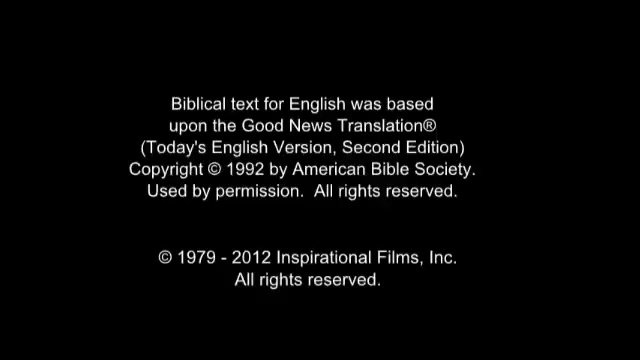 Biblical text for English was based
upon the Good News Translation®
(Today's English Version, Second Edition)
Copyright © 1992 by American Bible Society.
Used by permission.  All rights reserved.
© 1979 - 2012 Inspirational Films, Inc.
All rights reserved.